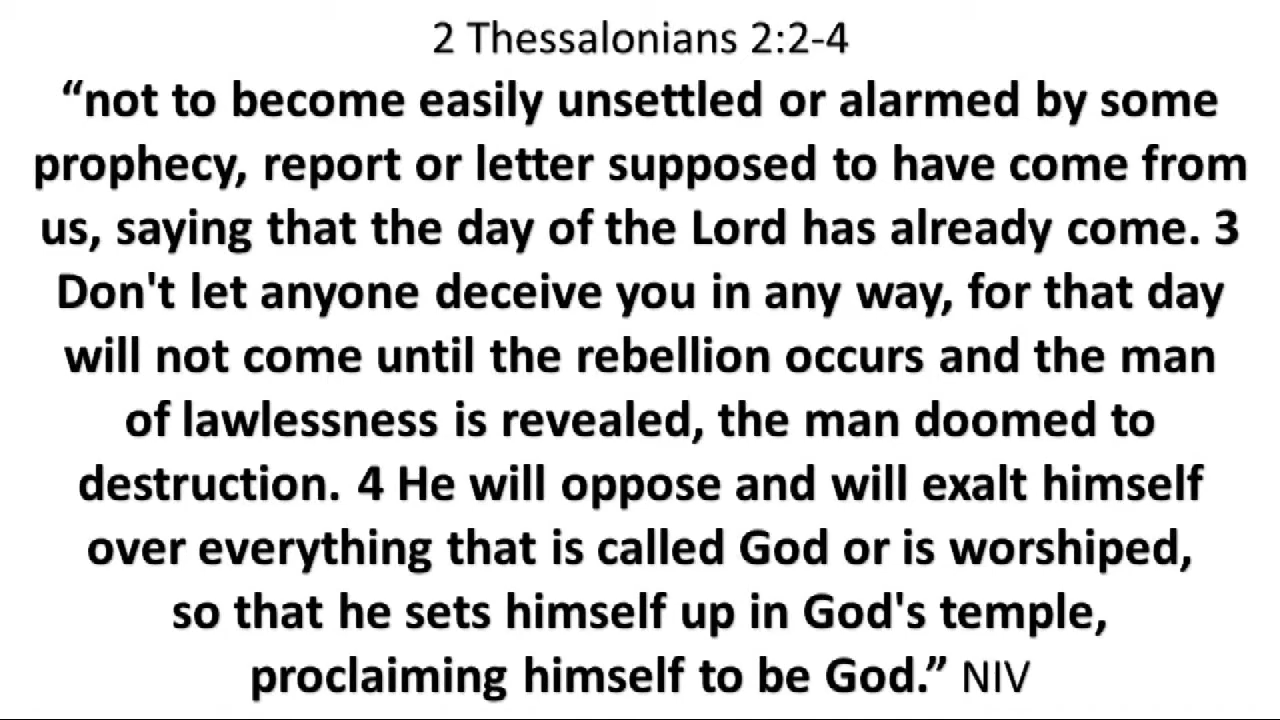 2 Thessalonians 2:2-4
“not to become easily unsettled or alarmed by some
prophecy, report or letter supposed to have come from
us, saying that the day of the Lord has already come. 3
Don't let anyone deceive you in any way, for that day
will not come until the rebellion occurs and the man
of lawlessness is revealed, the man doomed to
destruction. 4 He will oppose and will exalt himself
over everything that is called God or is worshiped,
so that he sets himself up in God's temple,
proclaiming himself to be God.” NIV